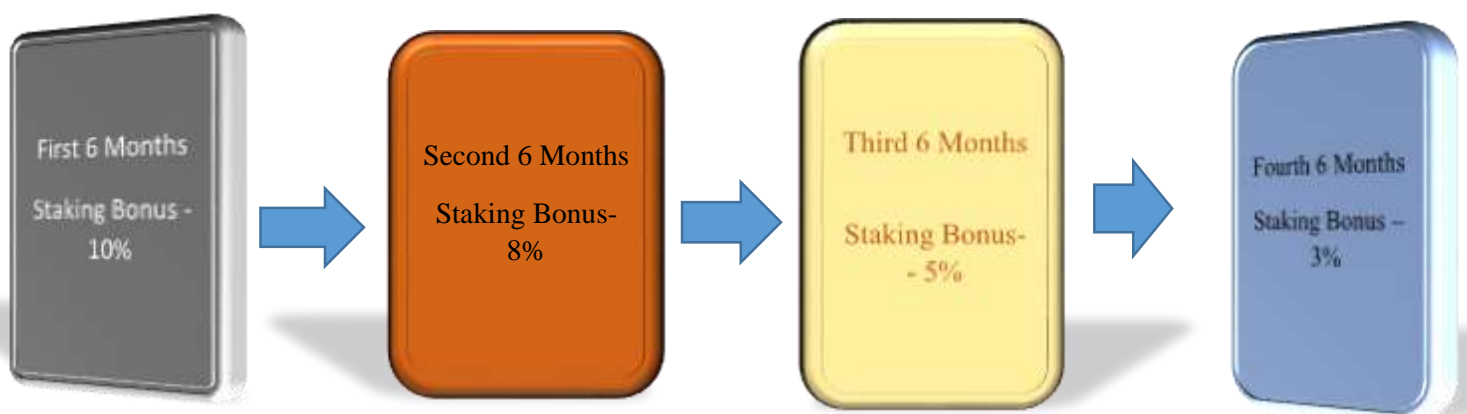 First 6 Months
Staking Bonus -
10%
Second 6 Months
Staking Bonus-
8%
Third 6 Months
Staking Bonus-
- 5%
Fourth 6 Months
Staking Bonus –
3%